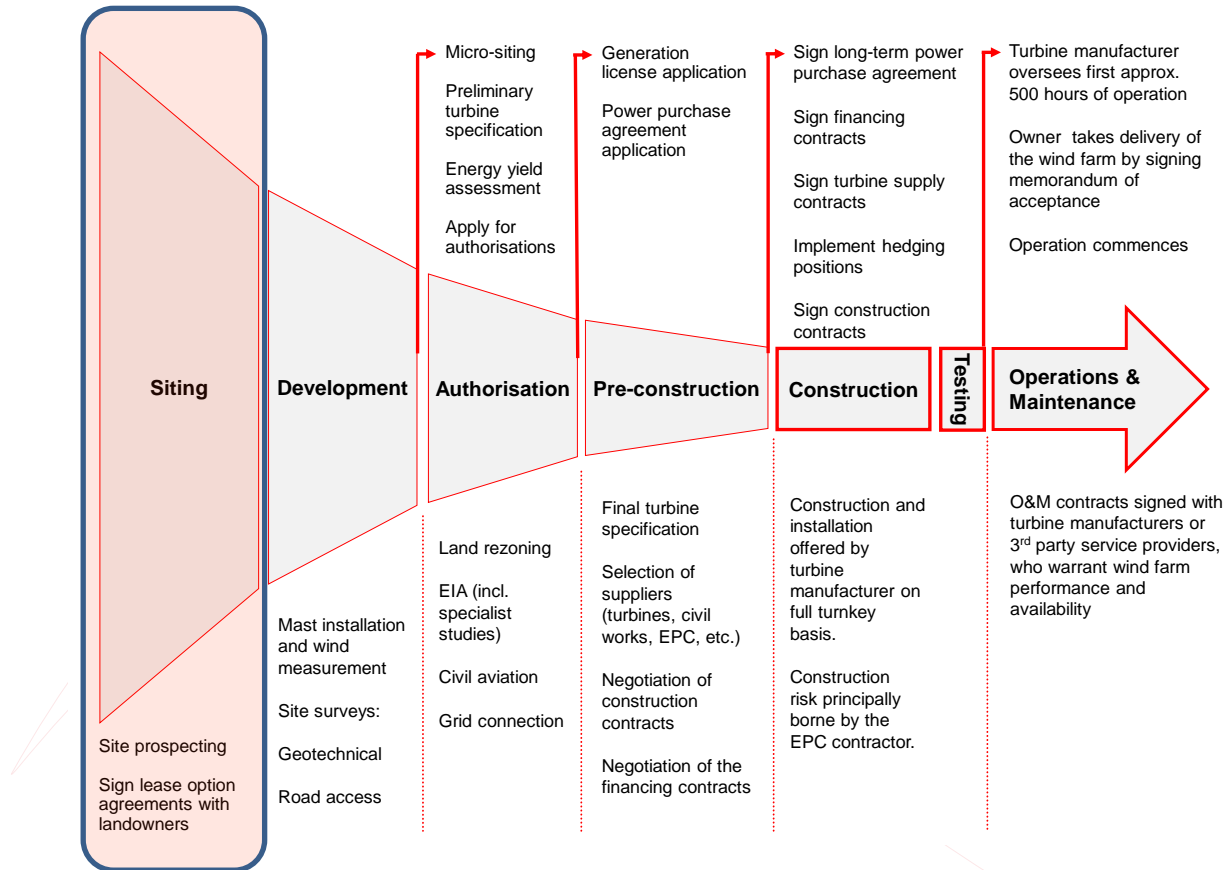 Micro-siting
Preliminary
turbine
specification
Energy yield
assessment
Apply for
authorisations
Generation
license application
Power purchase
agreement
application
Sign long-term power
purchase agreement
Sign financing
contracts
Sign turbine supply
contracts
Implement hedging
positions
Sign construction
contracts
Turbine manufacturer
oversees first approx.
500 hours of operation
Owner takes delivery of
the wind farm by signing
memorandum of
acceptance
Operation commences
Siting
Development
Authorisation
Pre-construction
Construction
Testing
Operations &
Maintenance
Site prospecting
Sign lease option
agreements with
landowners
Mast installation
and wind
measurement
Site surveys:
Geotechnical
Road access
Land rezoning
EIA (incl.
specialist
studies)
Civil aviation
Grid connection
Final turbine
specification
Selection of
suppliers
(turbines, civil
works, EPC, etc.)
Negotiation of
construction
contracts
Negotiation of the
financing contracts
Construction and
installation
offered by
turbine
manufacturer on
full turnkey
basis.
Construction
risk principally
borne by the
EPC contractor.
O&M contracts signed with
turbine manufacturers or
3rd party service providers,
who warrant wind farm
performance and
availability